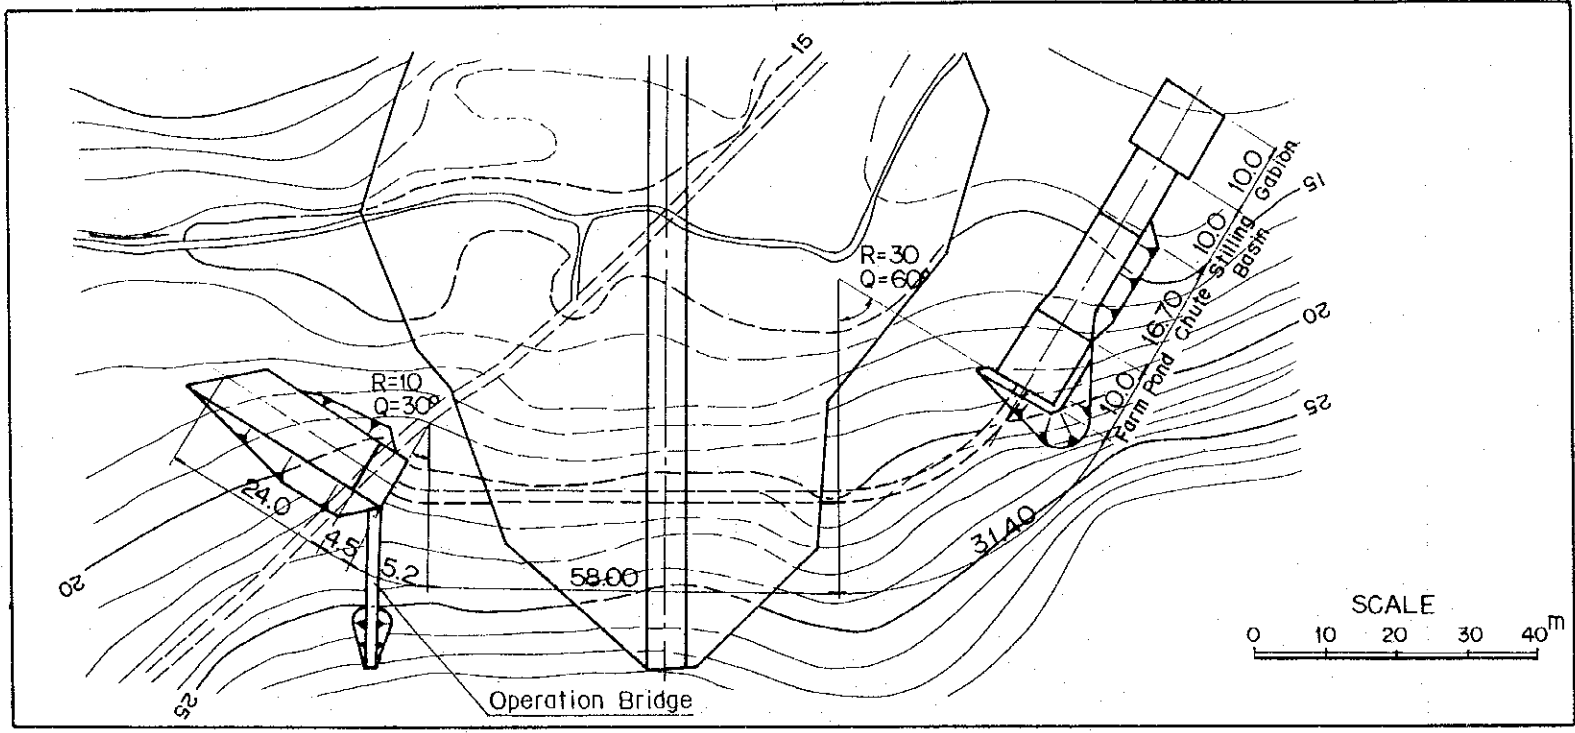 15
R=30
Q=60°
10.0
Gabion
15
10.0
Stilling
Basin
16.70
Chute
20
10.0
Farm Pond
25
R=10
Q=30°
24.0
4.5
5.2
58.00
31.40
20
25
Operation Bridge
SCALE
0 10 20 30 40m